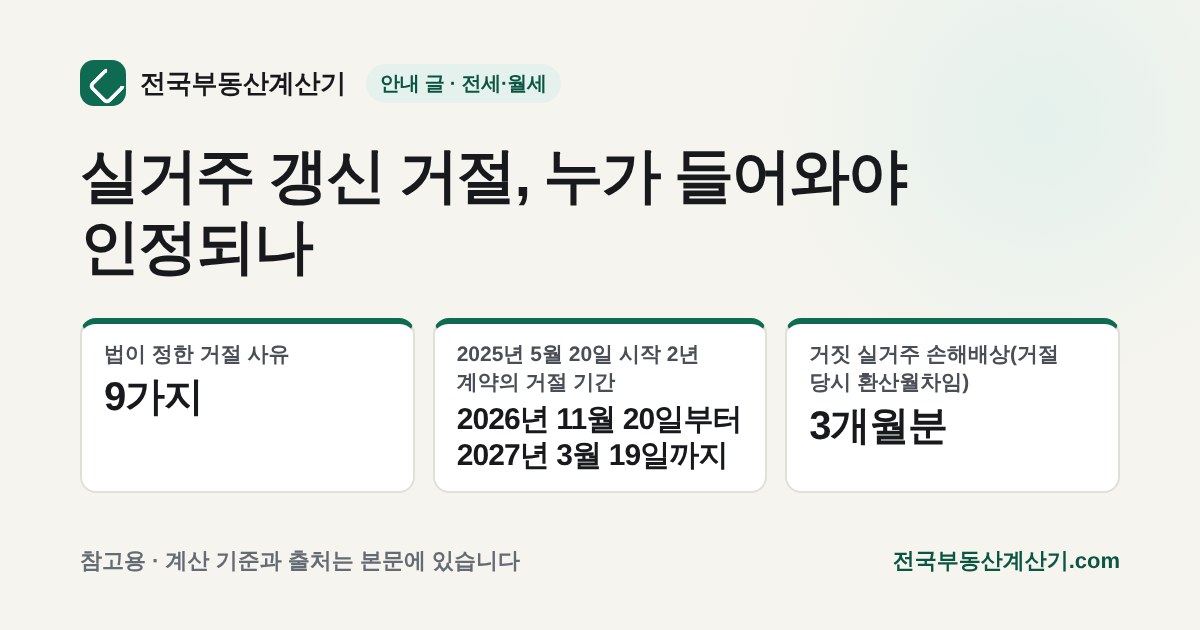 전국부동산계산기
안내 글 · 전세·월세
실거주 갱신 거절, 누가 들어와야
인정되나
법이 정한 거절 사유
9가지
2025년 5월 20일 시작 2년
계약의 거절 기간
2026년 11월 20일부터
2027년 3월 19일까지
거짓 실거주 손해배상(거절
당시 환산월차임)
3개월분
참고용 · 계산 기준과 출처는 본문에 있습니다
전국부동산계산기.com